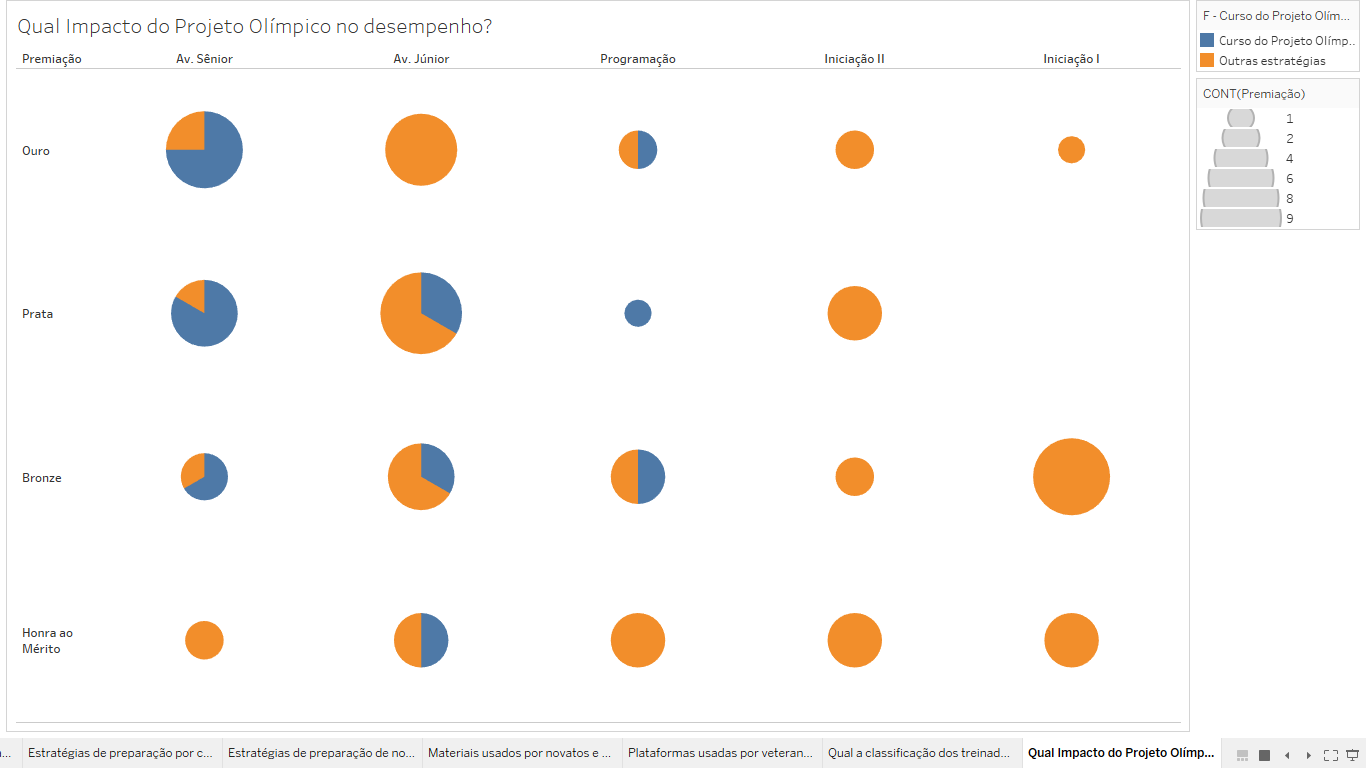 Qual Impacto do Projeto Olímpico no desempenho?
Premiação Av. Sênior Av. Júnior Programação Iniciação II Iniciação I
Ouro
Prata
Bronze
Honra ao
Mérito
F - Curso do Projeto Olím...
Curso do Projeto Olímp..
Outras estratégias
CONT(Premiação)
1
2
4
6
8
9
a... Estratégias de preparação por c... Estratégias de preparação de no... Materiais usados por novatos e ... Plataformas usadas por veteran... Qual a classificação dos treinad... Qual Impacto do Projeto Olímp...